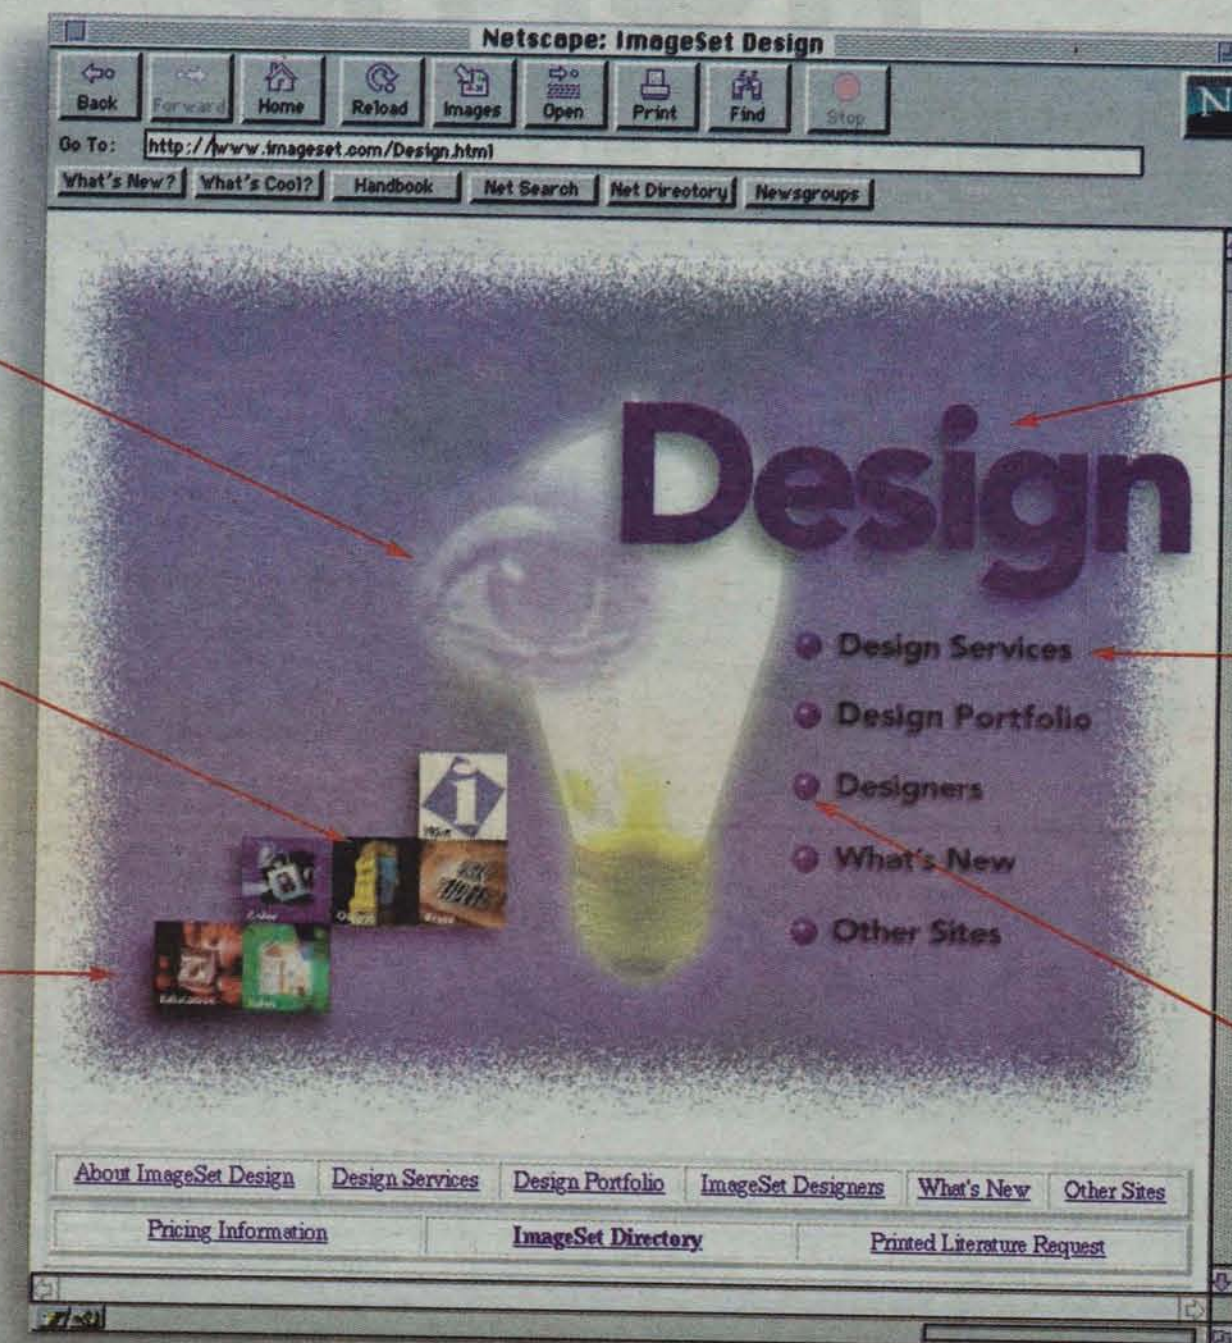 Netscape: ImageSet Design
Back Forward Home Reload Images Open Print Find Stop
N
Go To: http://www.imageset.com/Design.html
What's New? What's Cool? Handbook Net Search Net Directory Newsgroups
Design
Design Services
Design Portfolio
Designers
What's New
Other Sites
i
Color
Education
About ImageSet Design Design Services Design Portfolio ImageSet Designers What's New Other Sites
Pricing Information ImageSet Directory Printed Literature Request